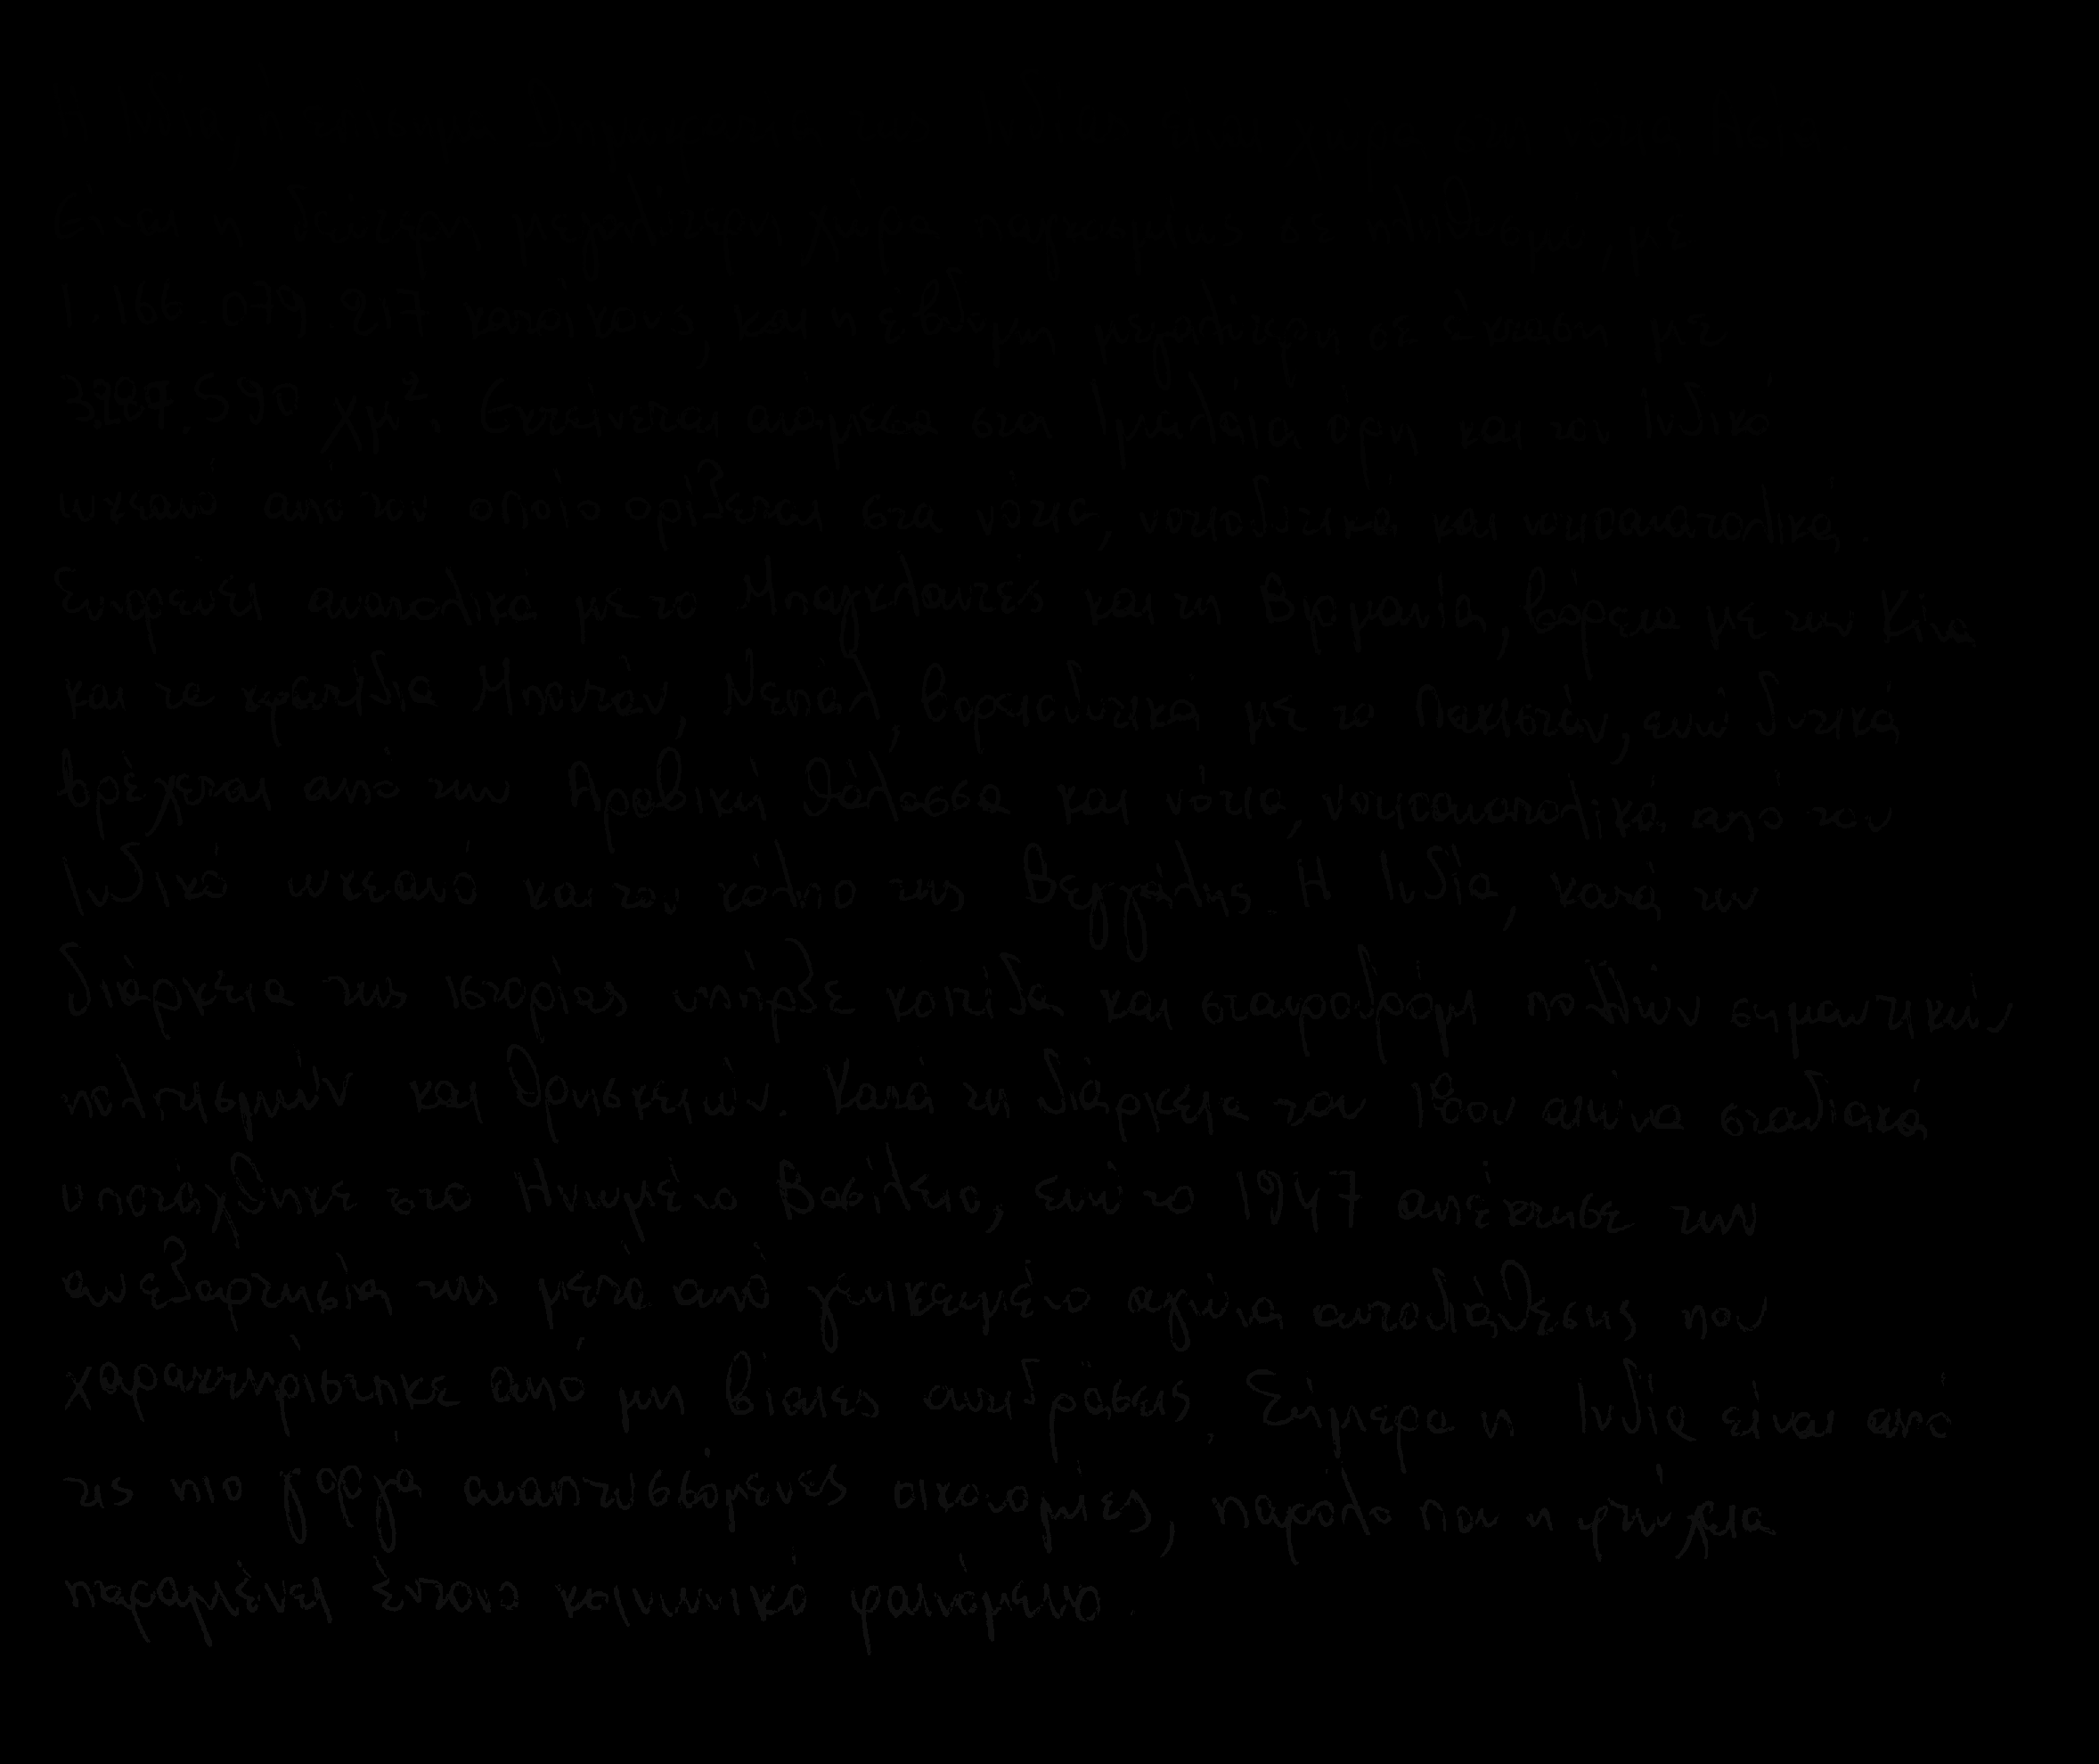 Είναι η δεύτερη μεγαλύτερη χώρα παγκοσμίως σε πληθυσμό, με
1.166.079.217 κατοίκους, και η έβδομη μεγαλύτερη σε έκταση με
3.287.590 χμ². Εκτείνεται ανάμεσα στα Ιμαλάια όρη και τον Ινδικό
ωκεανό από τον οποίο ορίζεται στα νότια, νοτιοδυτικά και νοτιοανατολικά.
Συνορεύει ανατολικά με το Μπαγκλαντές και τη Βιρμανία, βόρεια με την Κίνα
και τα κρατίδια Μπουτάν, Νεπάλ, βορειοδυτικά με το Πακιστάν, ενώ δυτικά
βρέχεται από την Αραβική θάλασσα και νότια, νοτιοανατολικά από τον
Ινδικό ωκεανό και τον κόλπο της Βεγγάλης. Η Ινδία, κατά την
διάρκεια της ιστορίας υπήρξε κοιτίδα και σταυροδρόμι πολλών σημαντικών
πολιτισμών και θρησκειών. Κατά τη διάρκεια του 18ου αιώνα σταδιακά
υποτάχθηκε στο Ηνωμένο Βασίλειο, ενώ το 1947 απέκτησε την
ανεξαρτησία της μετά από γενικευμένο αγώνα αυτοδιάθεσης που
χαρακτηρίστηκε από μη βίαιες αντιδράσεις. Σήμερα η Ινδία είναι από
τις πιο γοργά αναπτυσσόμενες οικονομίες, παρόλο που η φτώχεια
παραμένει έντονο κοινωνικό φαινόμενο.